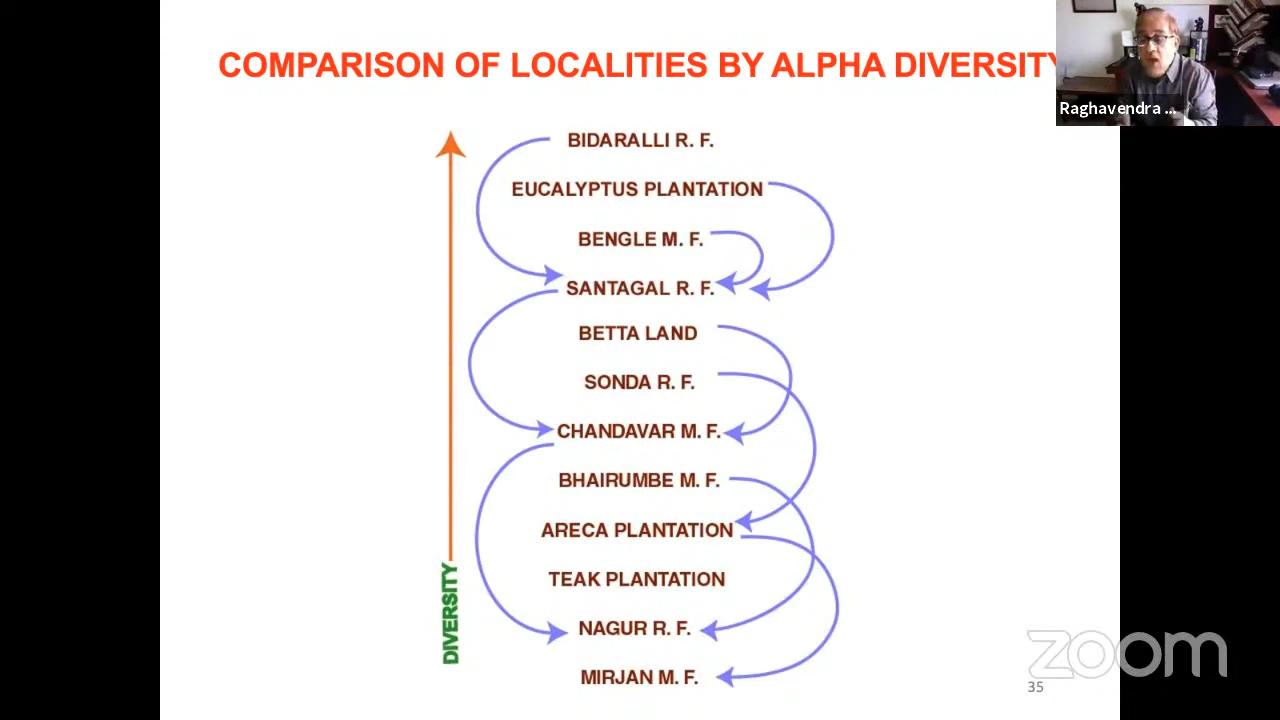 COMPARISON OF LOCALITIES BY ALPHA DIVERSITY
Raghavendra ...
BIDARALLI R. F.
EUCALYPTUS PLANTATION
BENGLE M. F.
SANTAGAL R. F.
BETTA LAND
SONDA R. F.
CHANDAVAR M. F.
BHAIRUMBE M. F.
ARECA PLANTATION
TEAK PLANTATION
NAGUR R. F.
MIRJAN M. F.
DIVERSITY
zoom
35